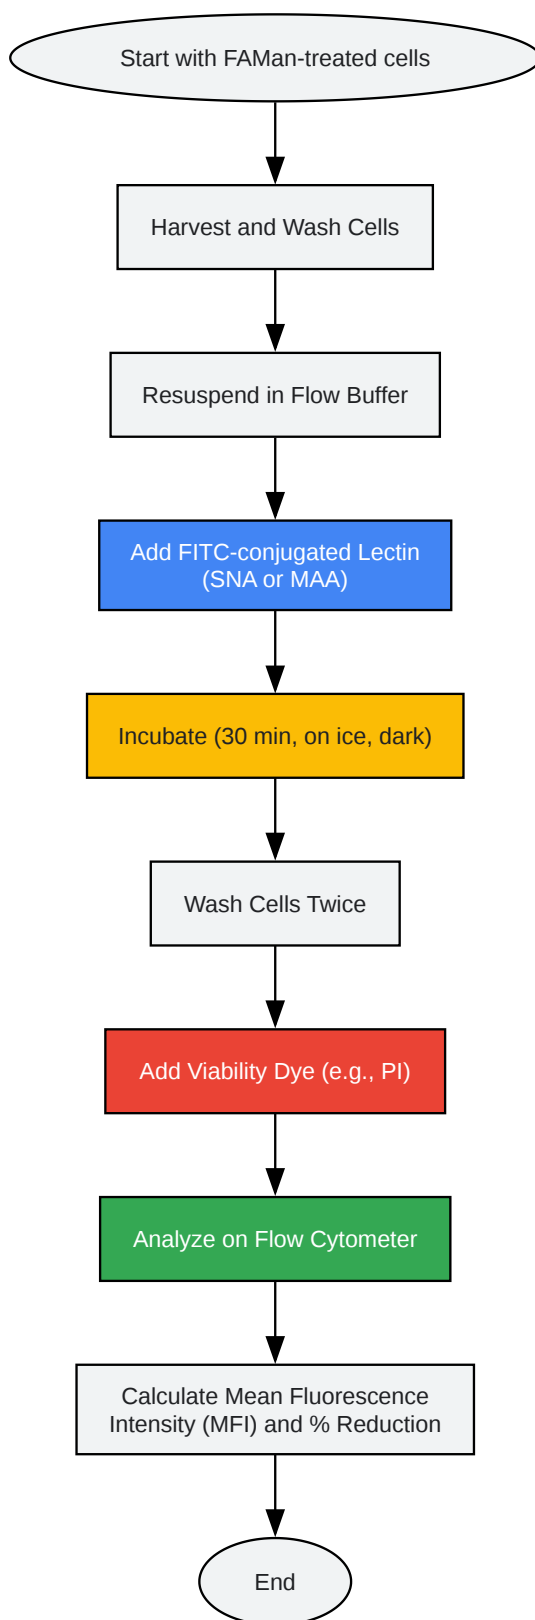 Start with FAMan-treated cells
Harvest and Wash Cells
Resuspend in Flow Buffer
Add FITC-conjugated Lectin
(SNA or MAA)
Incubate (30 min, on ice, dark)
Wash Cells Twice
Add Viability Dye (e.g., PI)
Analyze on Flow Cytometer
Calculate Mean Fluorescence
Intensity (MFI) and % Reduction
End